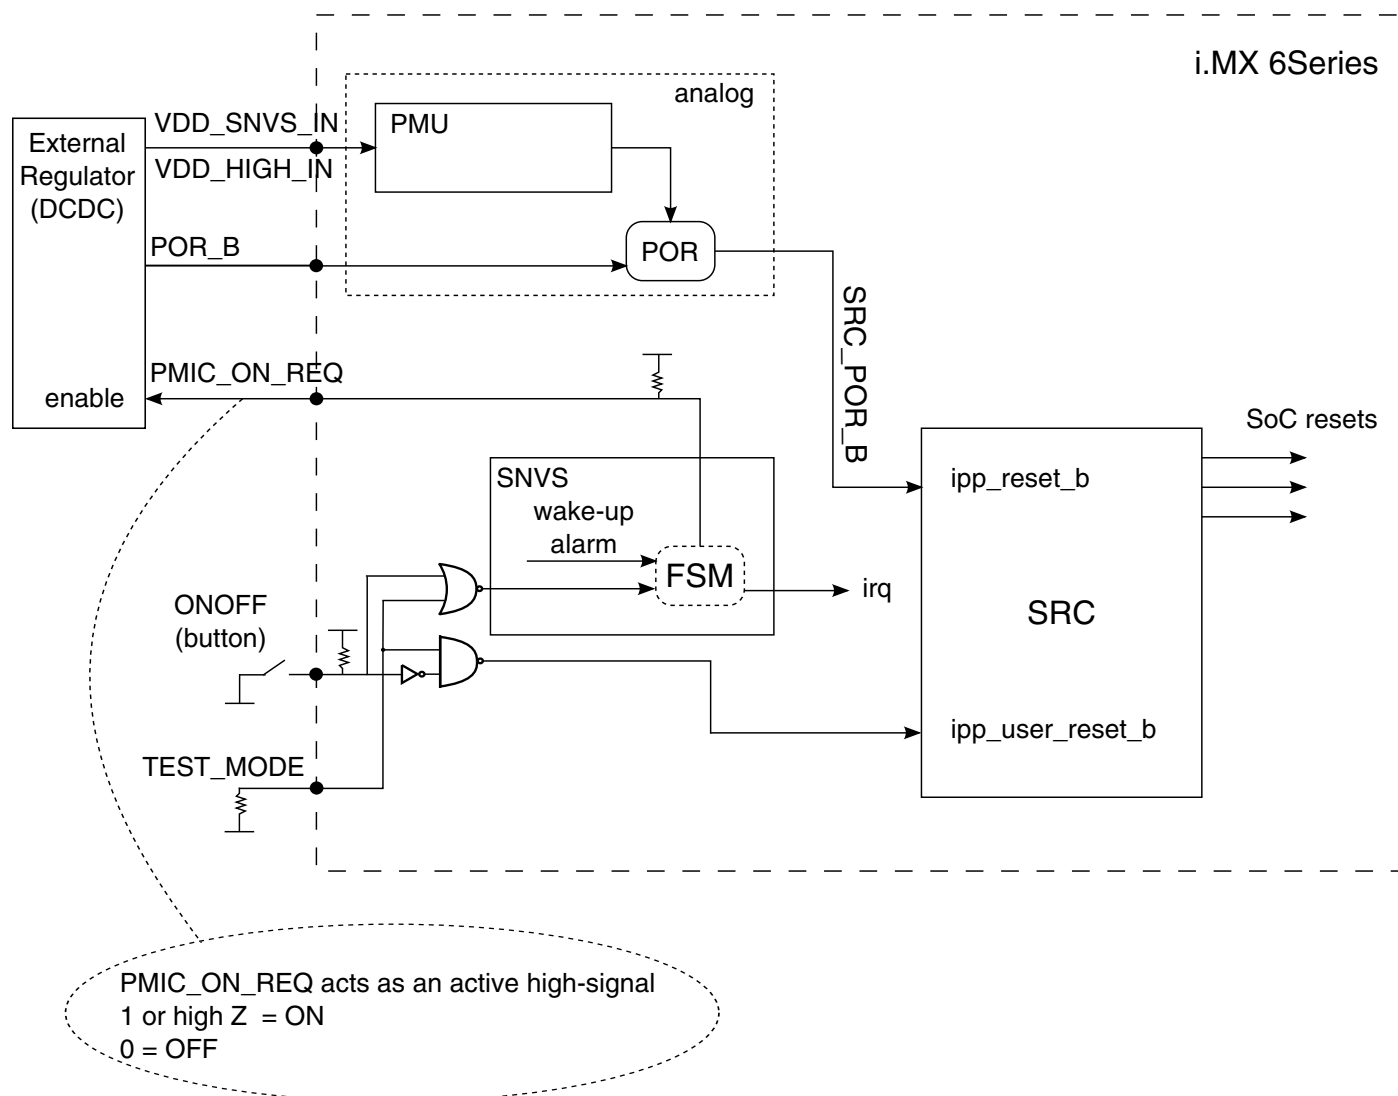 i.MX 6Series
analog
VDD_SNVS_IN
PMU
External
Regulator
(DCDC)
VDD_HIGH_IN
POR_B
POR
SRC_POR_B
PMIC_ON_REQ
enable
SoC resets
SNVS
wake-up
alarm
FSM
irq
ipp_reset_b
SRC
ipp_user_reset_b
ONOFF
(button)
TEST_MODE
PMIC_ON_REQ acts as an active high-signal
1 or high Z = ON
0 = OFF